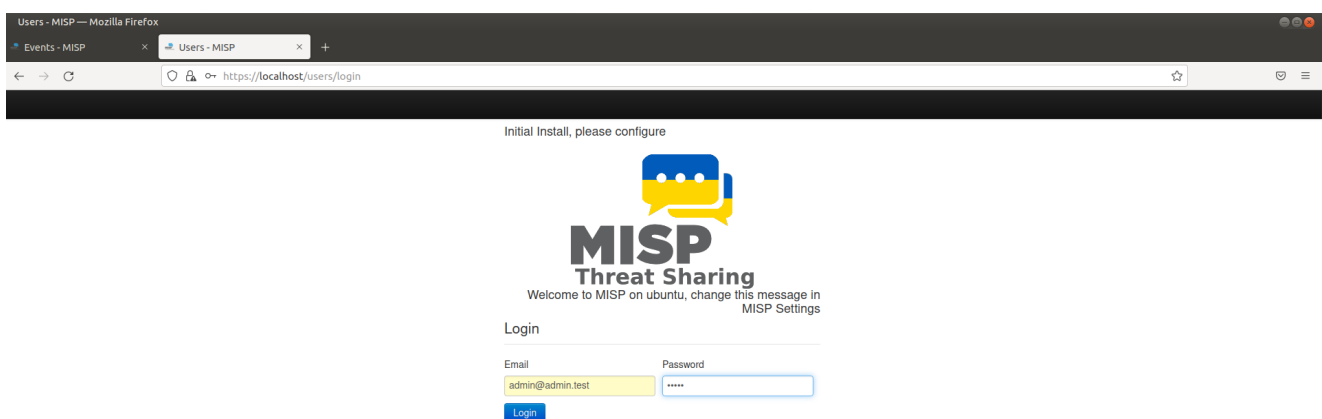 Users - MISP — Mozilla Firefox
Events - MISP × Users - MISP × +
https://localhost/users/login
Initial Install, please configure
MISP
Threat Sharing
Welcome to MISP on ubuntu, change this message in
MISP Settings
Login
Email Password
admin@admin.test •••••
Login